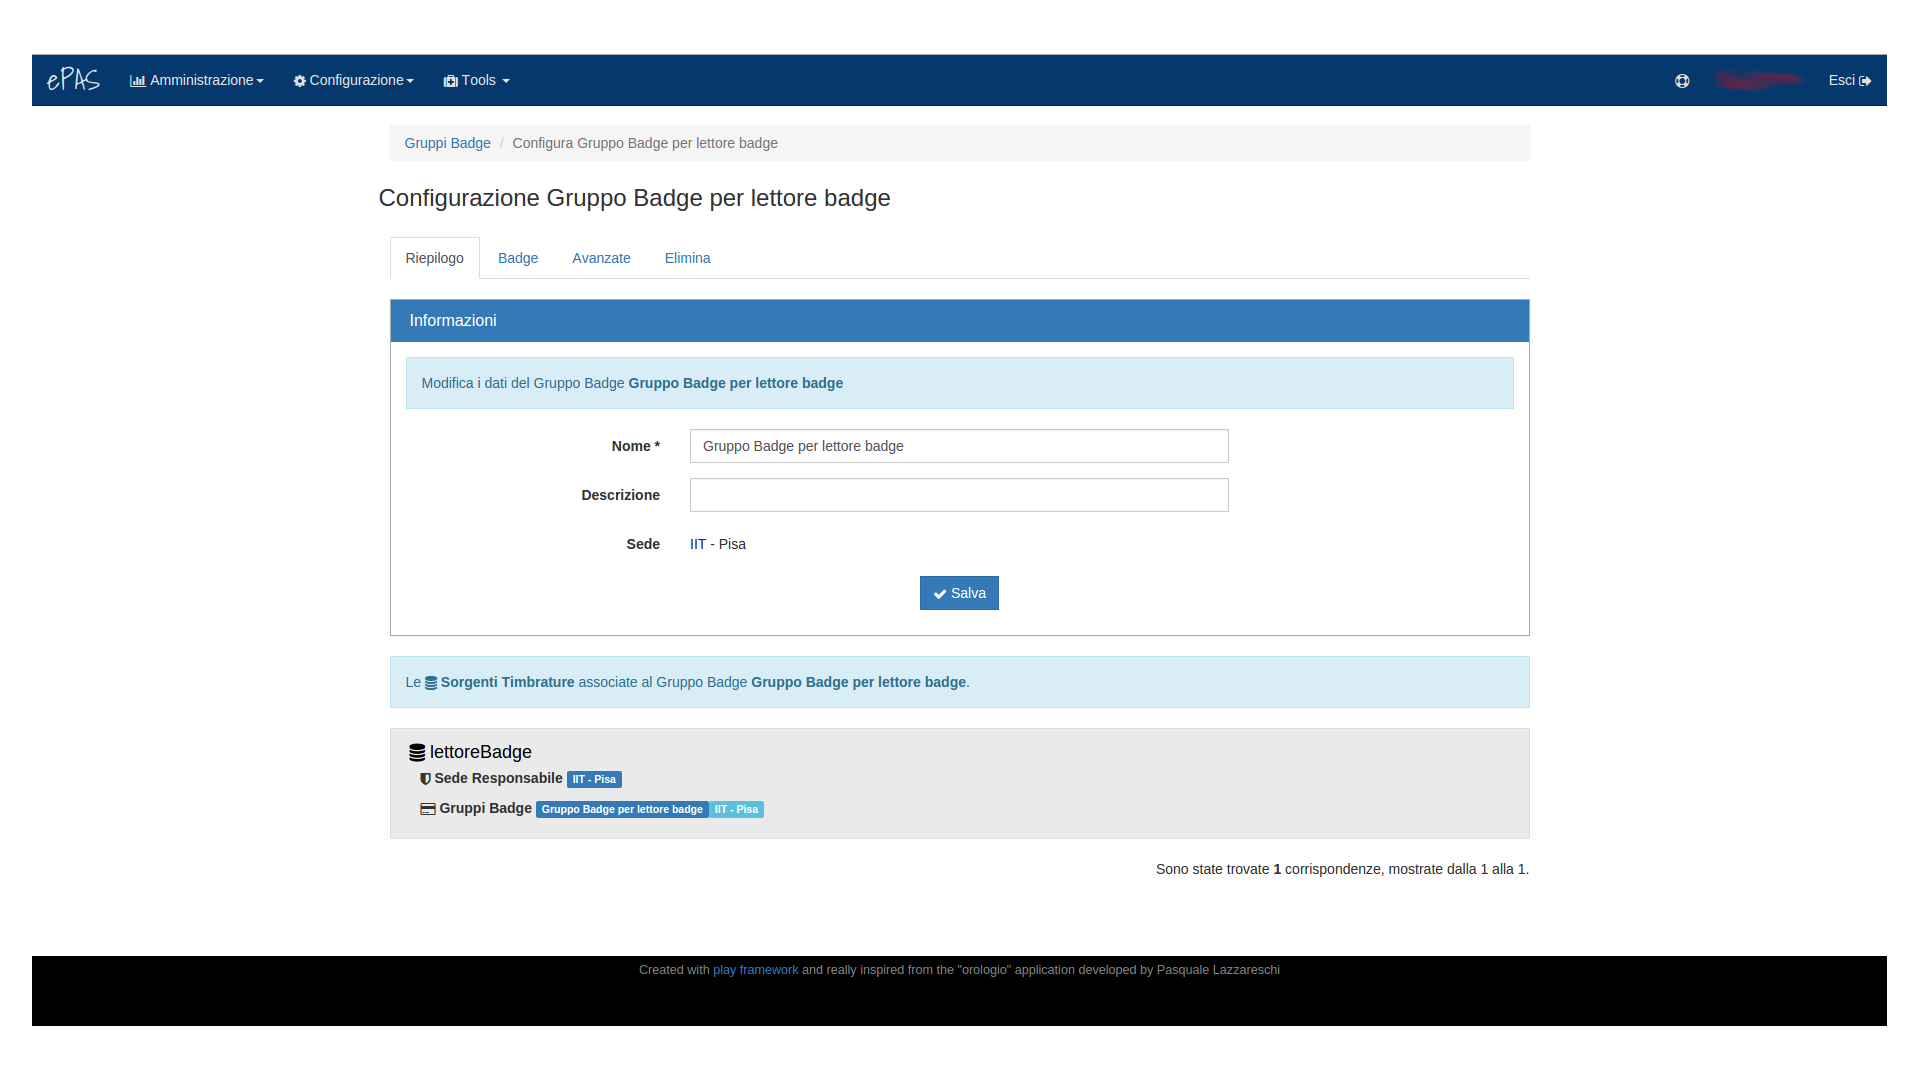 ePAS Amministrazione Configurazione Tools Esci
Gruppi Badge / Configura Gruppo Badge per lettore badge
Configurazione Gruppo Badge per lettore badge
Riepilogo Badge Avanzate Elimina
Informazioni
Modifica i dati del Gruppo Badge Gruppo Badge per lettore badge
Nome * Gruppo Badge per lettore badge
Descrizione
Sede IIT - Pisa
Salva
Le Sorgenti Timbrature associate al Gruppo Badge Gruppo Badge per lettore badge.
lettoreBadge
Sede Responsabile IIT - Pisa
Gruppi Badge Gruppo Badge per lettore badge IIT - Pisa
Sono state trovate 1 corrispondenze, mostrate dalla 1 alla 1.
Created with play framework and really inspired from the "orologio" application developed by Pasquale Lazzareschi